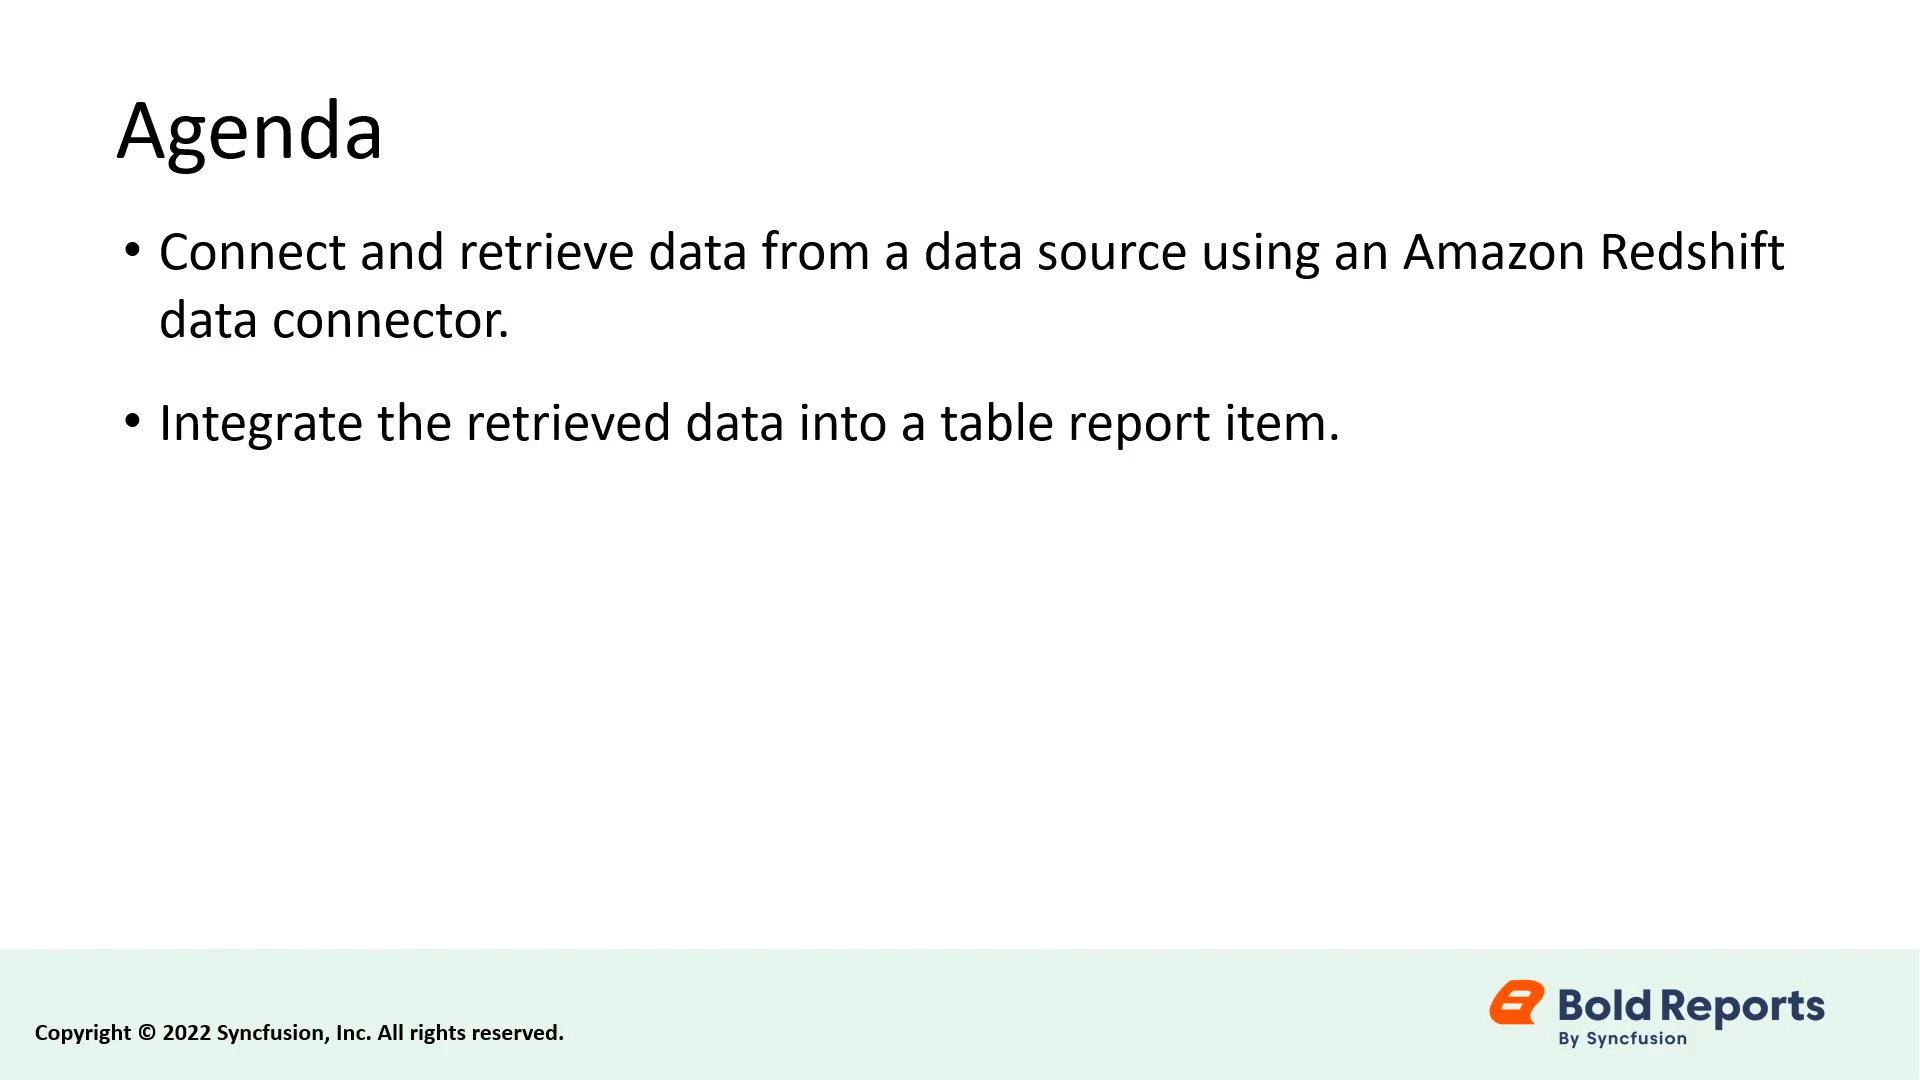 Agenda
• Connect and retrieve data from a data source using an Amazon Redshift
data connector.
• Integrate the retrieved data into a table report item.
Copyright © 2022 Syncfusion, Inc. All rights reserved.
Bold Reports
By Syncfusion